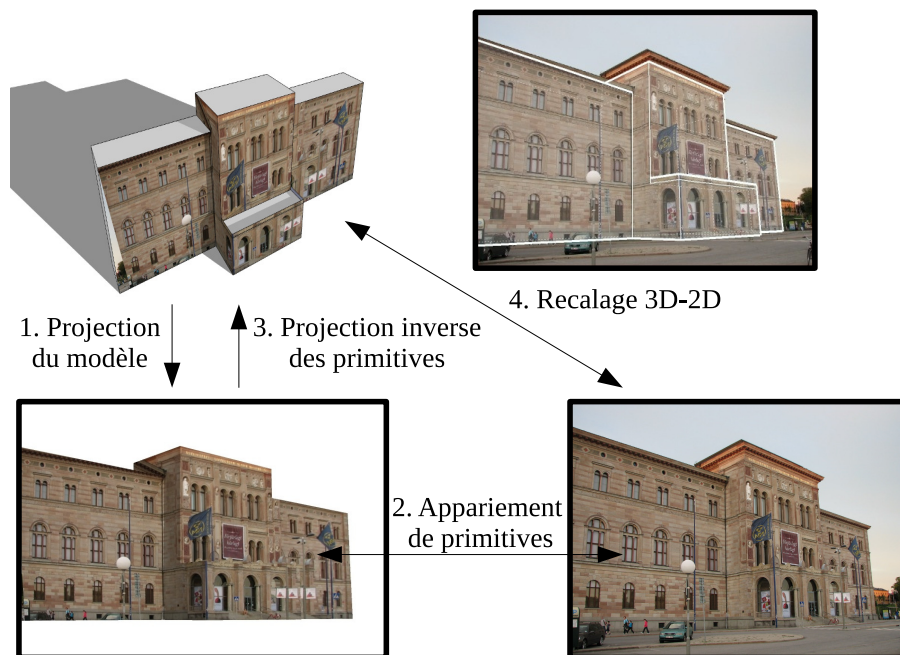 4. Recalage 3D-2D
1. Projection
du modèle
3. Projection inverse
des primitives
2. Appariement
de primitives